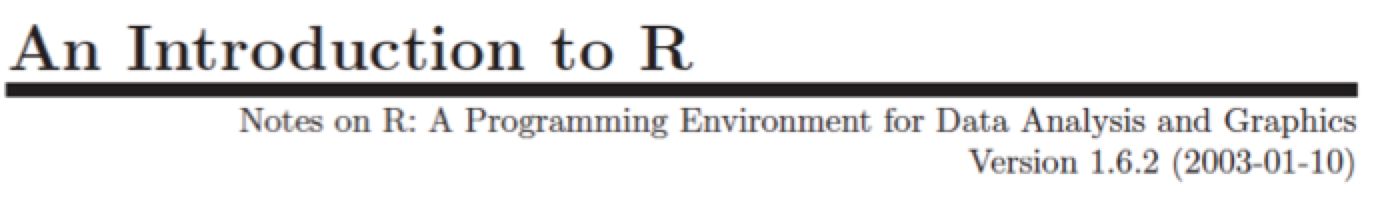 An Introduction to R
Notes on R: A Programming Environment for Data Analysis and Graphics
Version 1.6.2 (2003-01-10)